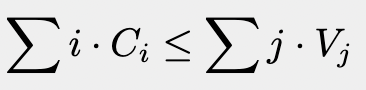 ∑ i · C_i ≤ ∑ j · V_j